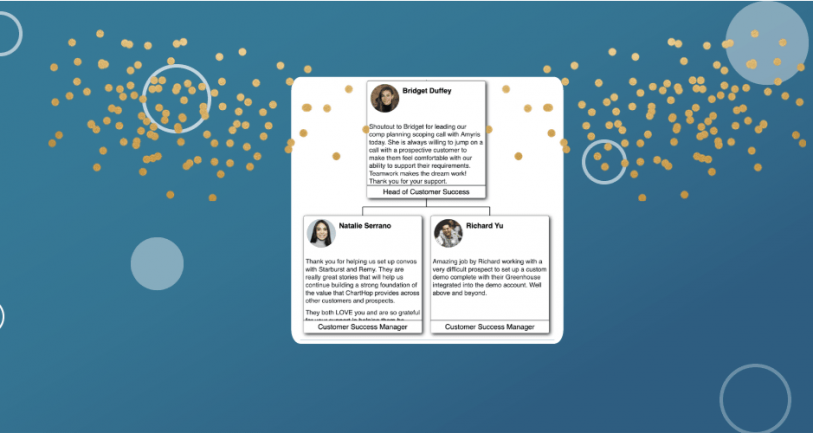 Bridget Duffey
Shoutout to Bridget for leading our
comp planning scoping call with Amyris
today. She is always willing to jump on a
call with a prospective customer to
make them feel comfortable with our
ability to support their requirements.
Teamwork makes the dream work!
Thank you for your support.
Head of Customer Success
Natalie Serrano
Thank you for helping us set up convos
with Starburst and Remy. They are
really great stories that will help us
continue building a strong foundation of
the value that ChartHop provides across
other customers and prospects.
They both LOVE you and are so grateful
for your support in helping them be
Customer Success Manager
Richard Yu
Amazing job by Richard working with a
very difficult prospect to set up a custom
demo complete with their Greenhouse
integrated into the demo account. Well
above and beyond.
Customer Success Manager